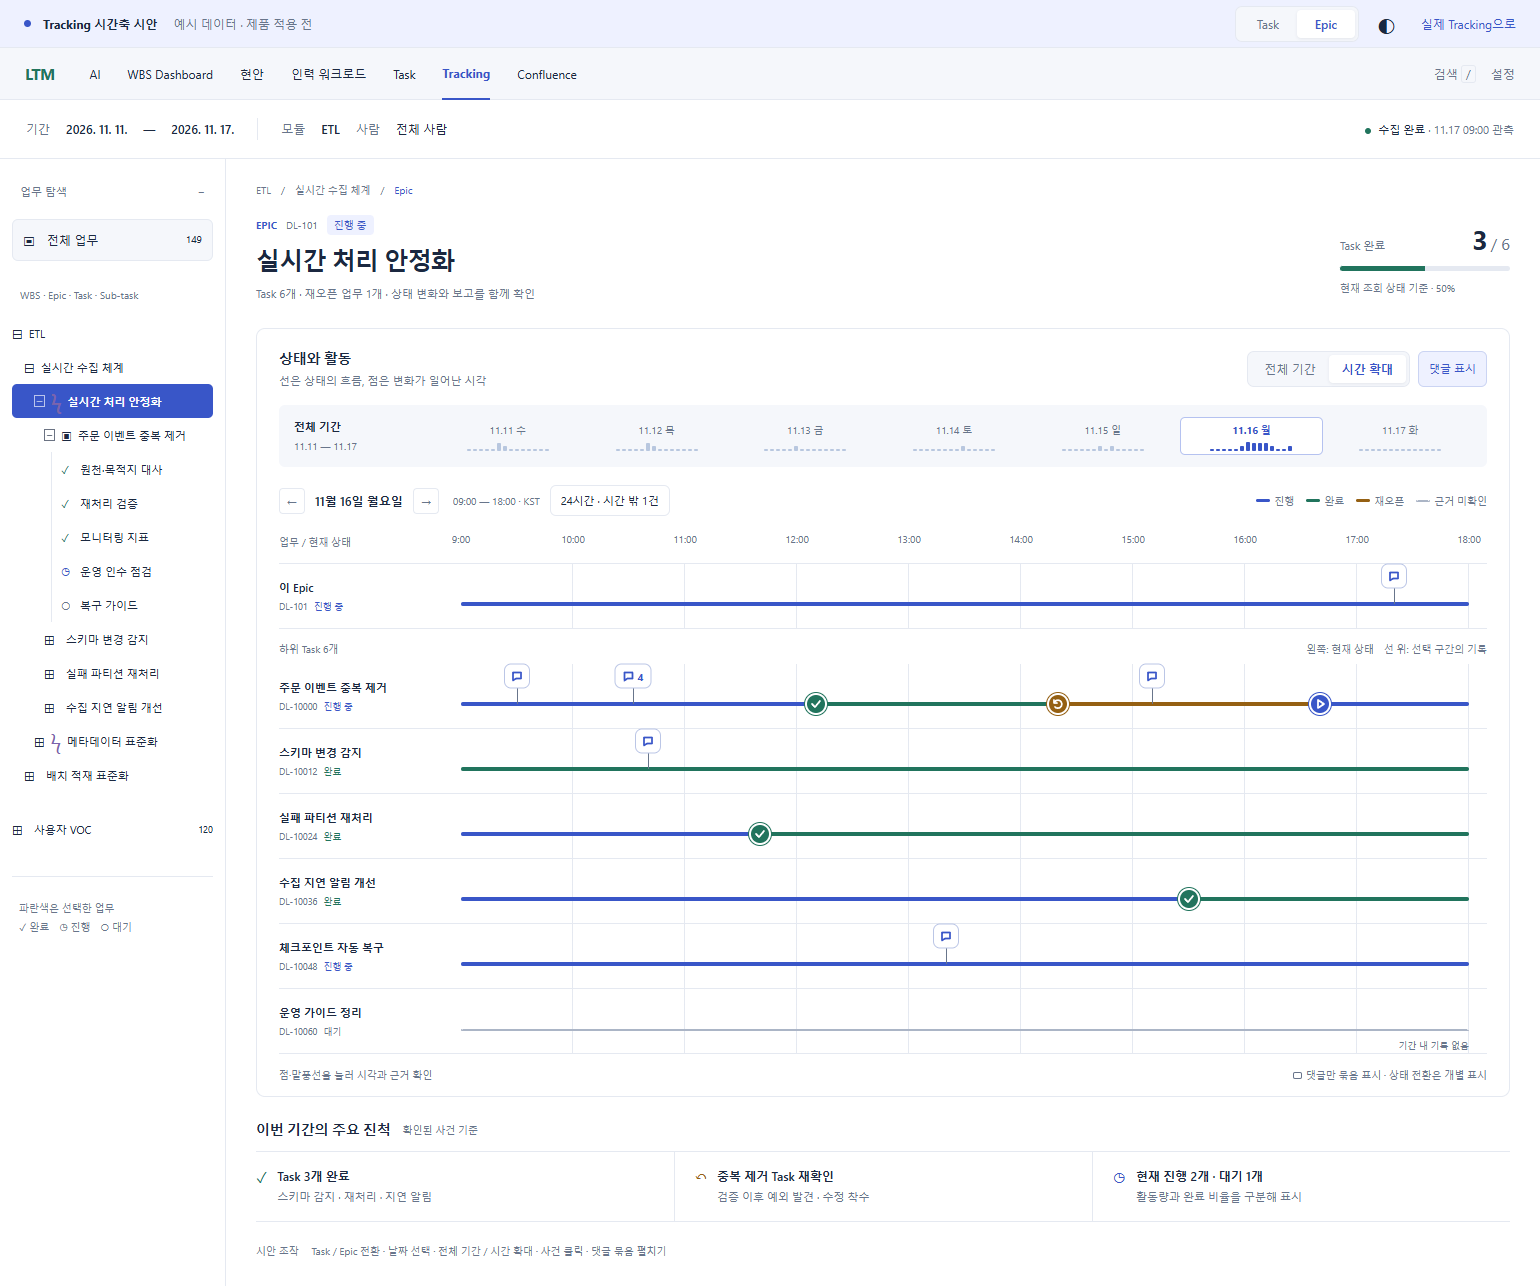 Tracking 시간축 시안 예시 데이터 · 제품 적용 전 Task Epic 실제 Tracking으로
LTM AI WBS Dashboard 현안 인력 워크로드 Task Tracking Confluence 검색 / 설정
기간 2026. 11. 11. — 2026. 11. 17. 모듈 ETL 사람 전체 사람 수집 완료 · 11.17 09:00 관측
업무 탐색 –
전체 업무 149
WBS · Epic · Task · Sub-task
ETL
실시간 수집 체계
실시간 처리 안정화
주문 이벤트 중복 제거
✓ 원천·목적지 대사
✓ 재처리 검증
✓ 모니터링 지표
운영 인수 점검
복구 가이드
스키마 변경 감지
실패 파티션 재처리
수집 지연 알림 개선
메타데이터 표준화
배치 적재 표준화
사용자 VOC 120
파란색은 선택한 업무
✓ 완료 ◷ 진행 ○ 대기
ETL / 실시간 수집 체계 / Epic
EPIC DL-101 진행 중
실시간 처리 안정화
Task 6개 · 재오픈 업무 1개 · 상태 변화와 보고를 함께 확인
Task 완료 3 / 6
현재 조회 상태 기준 · 50%
상태와 활동
선은 상태의 흐름, 점은 변화가 일어난 시각
전체 기간 시간 확대 댓글 표시
전체 기간
11.11 — 11.17
11.11 수 11.12 목 11.13 금 11.14 토 11.15 일 11.16 월 11.17 화
← 11월 16일 월요일 → 09:00 — 18:00 · KST 24시간 · 시간 밖 1건 진행 완료 재오픈 근거 미확인
업무 / 현재 상태 9:00 10:00 11:00 12:00 13:00 14:00 15:00 16:00 17:00 18:00
이 Epic
DL-101 진행 중
하위 Task 6개 왼쪽: 현재 상태 선 위: 선택 구간의 기록
주문 이벤트 중복 제거
DL-10000 진행 중
4
스키마 변경 감지
DL-10012 완료
실패 파티션 재처리
DL-10024 완료
수집 지연 알림 개선
DL-10036 완료
체크포인트 자동 복구
DL-10048 진행 중
운영 가이드 정리
DL-10060 대기
기간 내 기록 없음
점·말풍선을 눌러 시각과 근거 확인 댓글만 묶음 표시 · 상태 전환은 개별 표시
이번 기간의 주요 진척 확인된 사건 기준
✓ Task 3개 완료
스키마 감지 · 재처리 · 지연 알림
중복 제거 Task 재확인
검증 이후 예외 발견 · 수정 착수
현재 진행 2개 · 대기 1개
활동량과 완료 비율을 구분해 표시
시안 조작 Task / Epic 전환 · 날짜 선택 · 전체 기간 / 시간 확대 · 사건 클릭 · 댓글 묶음 펼치기